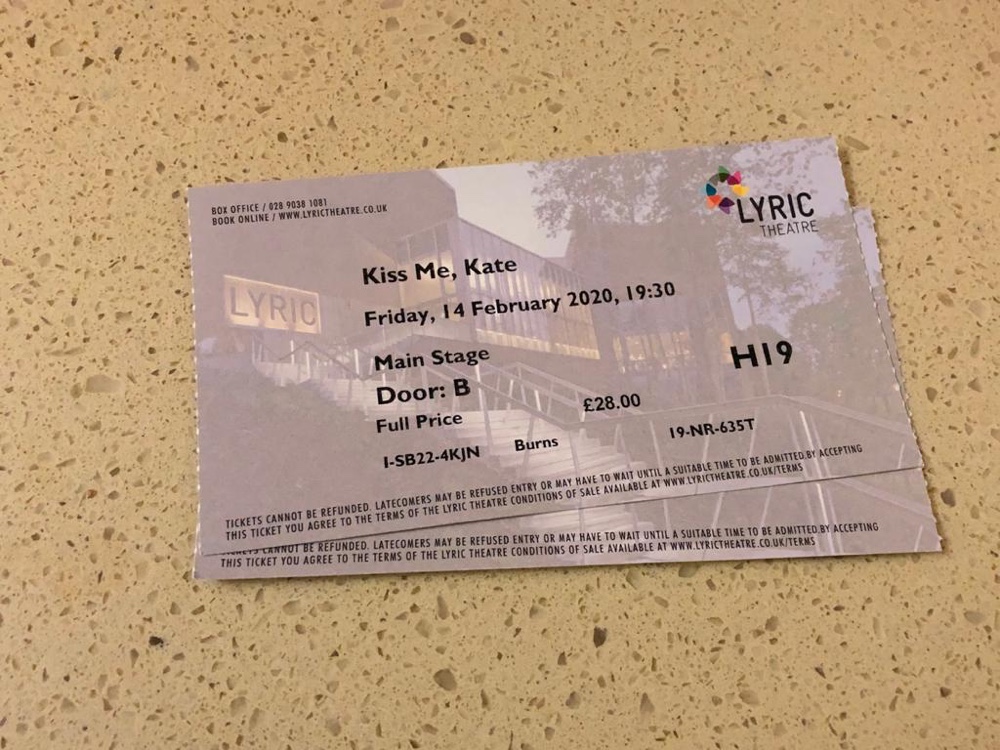 BOX OFFICE / 028 9038 1081
BOOK ONLINE / WWW.LYRICTHEATRE.CO.UK
LYRIC
THEATRE
LYRIC
Kiss Me, Kate
Friday, 14 February 2020, 19:30
Main Stage
H19
Door: B
Full Price £28.00
1-SB22-4KJN Burns 19-NR-635T
TICKETS CANNOT BE REFUNDED. LATECOMERS MAY BE REFUSED ENTRY OR MAY HAVE TO WAIT UNTIL A SUITABLE TIME TO BE ADMITTED.BY ACCEPTING
THIS TICKET YOU AGREE TO THE TERMS OF THE LYRIC THEATRE CONDITIONS OF SALE AVAILABLE AT WWW.LYRICTHEATRE.CO.UK/TERMS
TICKETS CANNOT BE REFUNDED. LATECOMERS MAY BE REFUSED ENTRY OR MAY HAVE TO WAIT UNTIL A SUITABLE TIME TO BE ADMITTED.BY ACCEPTING
THIS TICKET YOU AGREE TO THE TERMS OF THE LYRIC THEATRE CONDITIONS OF SALE AVAILABLE AT WWW.LYRICTHEATRE.CO.UK/TERMS